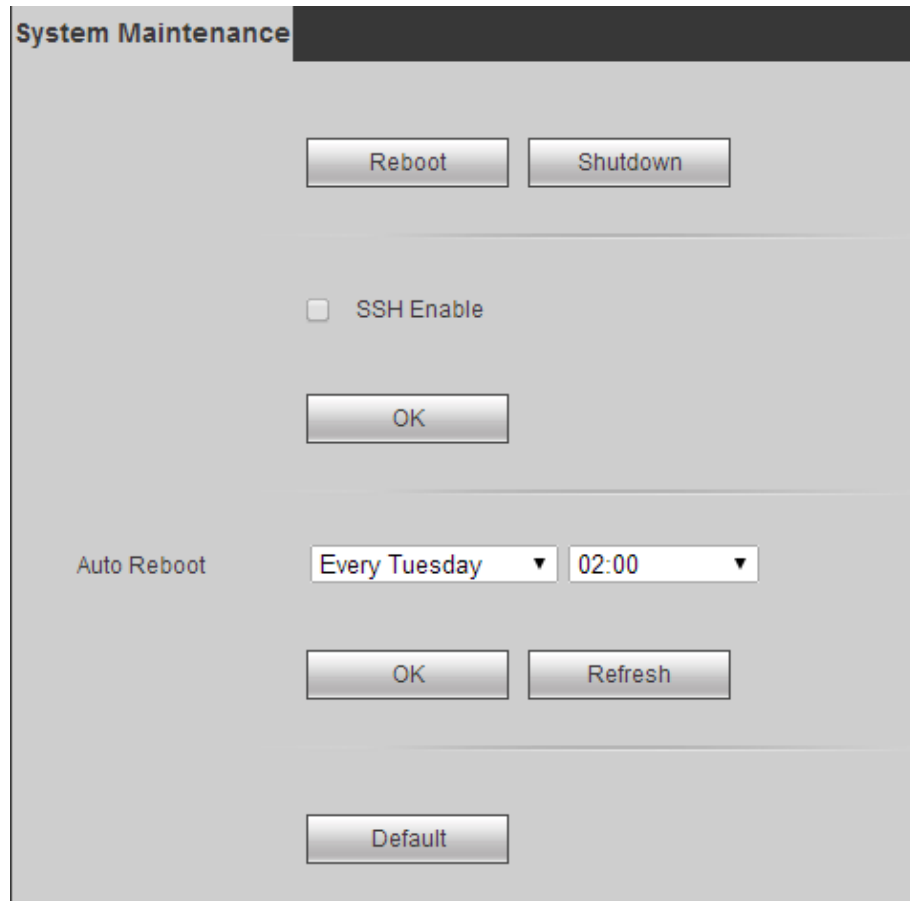 System Maintenance
Reboot Shutdown
SSH Enable
OK
Auto Reboot Every Tuesday 02:00
OK Refresh
Default